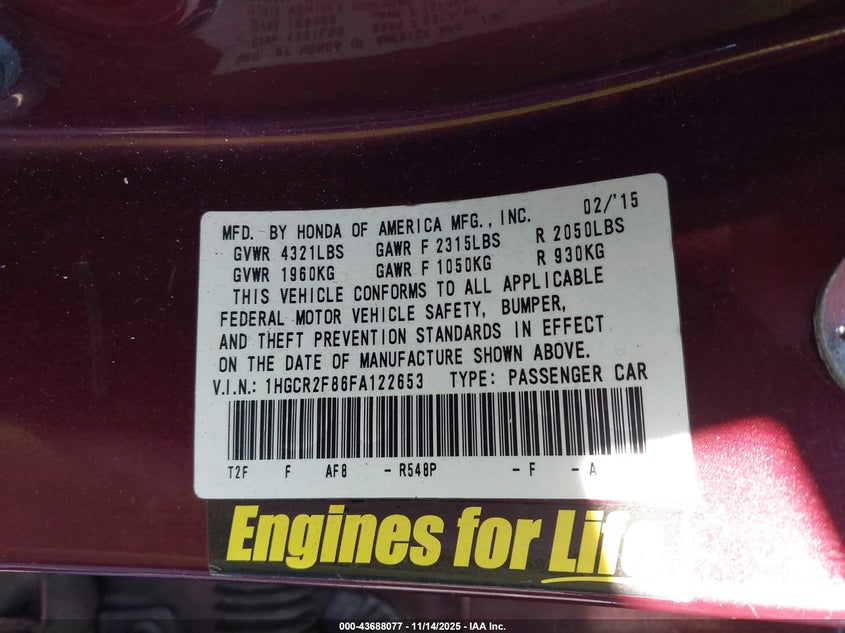 MFD. BY HONDA OF AMERICA MFG., INC. 02/'15
GVWR 4321LBS GAWR F 2315LBS R 2050LBS
GVWR 1960KG GAWR F 1050KG R 930KG
THIS VEHICLE CONFORMS TO ALL APPLICABLE
FEDERAL MOTOR VEHICLE SAFETY, BUMPER,
AND THEFT PREVENTION STANDARDS IN EFFECT
ON THE DATE OF MANUFACTURE SHOWN ABOVE.
V.I.N.: 1HGCR2F86FA122653 TYPE: PASSENGER CAR
T2F F AF8 - R548P - F - A
Engines for Life
000-43688077 — 11/14/2025 — IAA Inc.